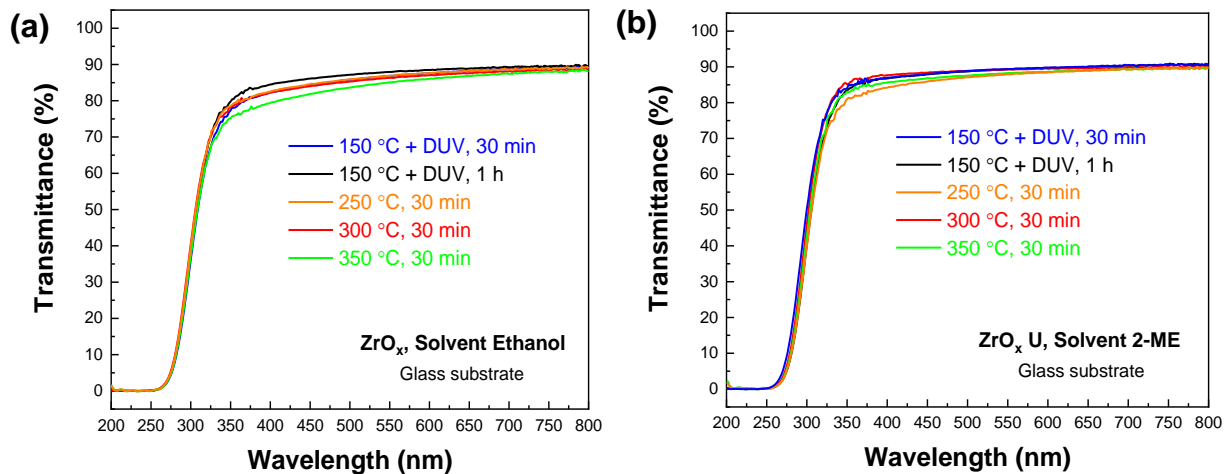 (a)
Transmittance (%)
100
90
80
70
60
50
40
30
20
10
0
150 °C + DUV, 30 min
150 °C + DUV, 1 h
250 °C, 30 min
300 °C, 30 min
350 °C, 30 min
ZrOx, Solvent Ethanol
Glass substrate
200 250 300 350 400 450 500 550 600 650 700 750 800
Wavelength (nm)
(b)
Transmittance (%)
100
90
80
70
60
50
40
30
20
10
0
150 °C + DUV, 30 min
150 °C + DUV, 1 h
250 °C, 30 min
300 °C, 30 min
350 °C, 30 min
ZrOx U, Solvent 2-ME
Glass substrate
200 250 300 350 400 450 500 550 600 650 700 750 800
Wavelength (nm)